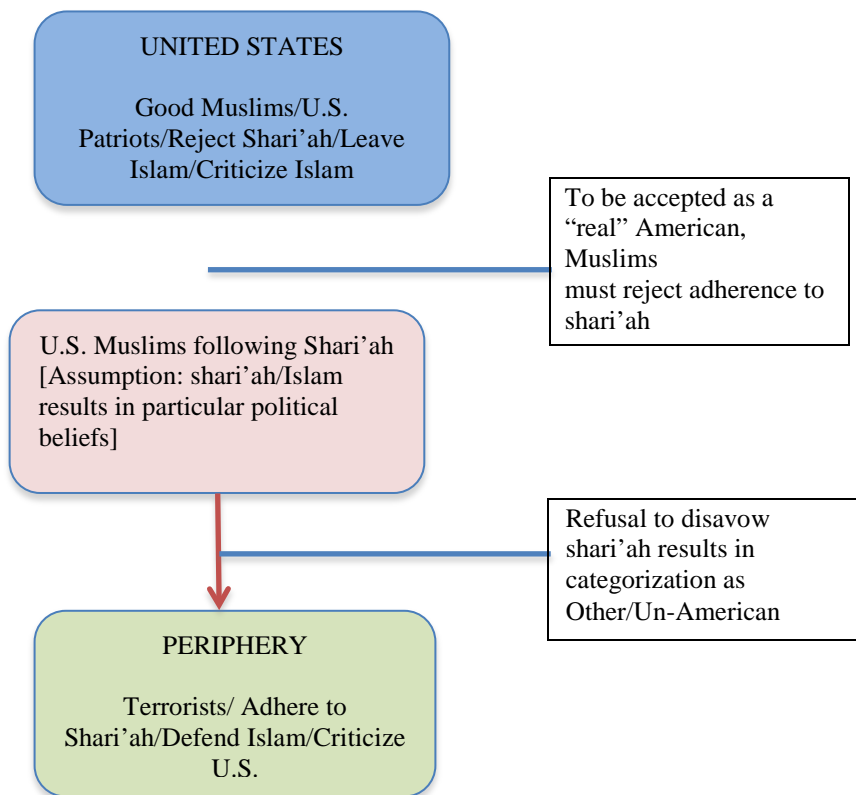 UNITED STATES
Good Muslims/U.S.
Patriots/Reject Shari’ah/Leave
Islam/Criticize Islam
To be accepted as a
“real” American,
Muslims
must reject adherence to
shari’ah
U.S. Muslims following Shari’ah
[Assumption: shari’ah/Islam
results in particular political
beliefs]
Refusal to disavow
shari’ah results in
categorization as
Other/Un-American
PERIPHERY
Terrorists/ Adhere to
Shari’ah/Defend Islam/Criticize
U.S.